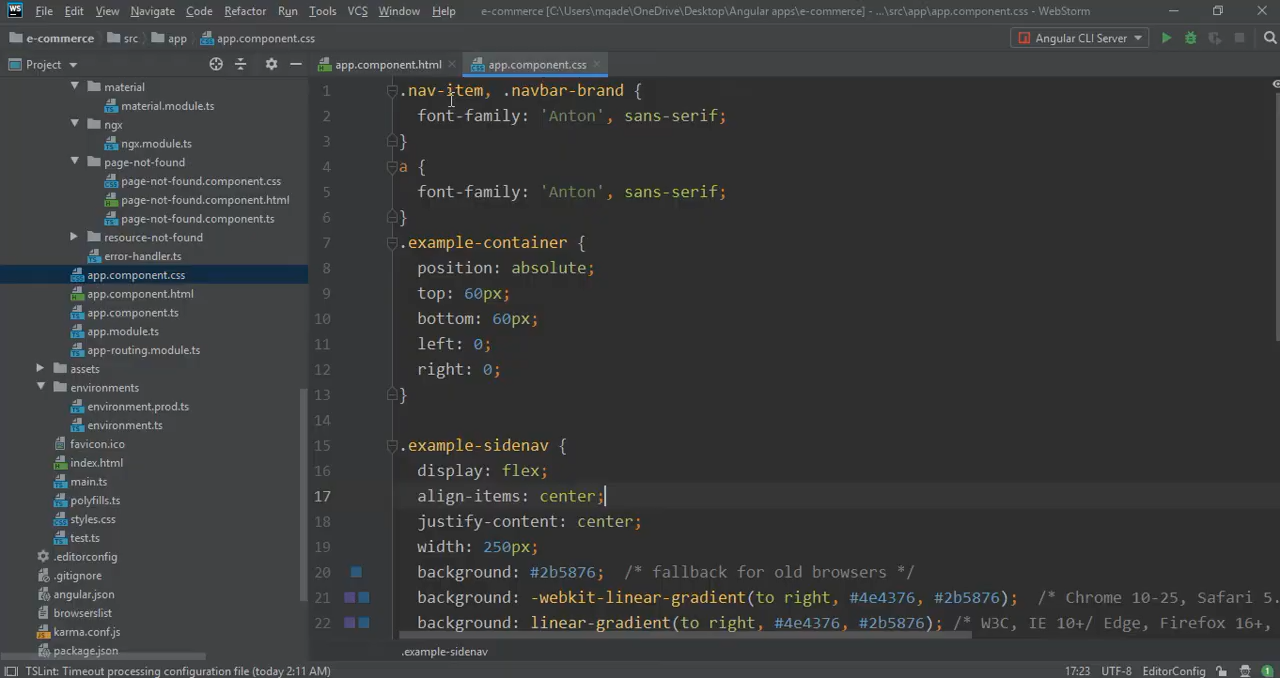 WS File Edit View Navigate Code Refactor Run Tools VCS Window Help e-commerce [C:\Users\mqade\OneDrive\Desktop\Angular apps\e-commerce] - ...\src\app\app.component.css - WebStorm
e-commerce src app app.component.css Angular CLI Server
Project app.component.html app.component.css
material
material.module.ts
ngx
ngx.module.ts
page-not-found
page-not-found.component.css
page-not-found.component.html
page-not-found.component.ts
resource-not-found
error-handler.ts
app.component.css
app.component.html
app.component.ts
app.module.ts
app-routing.module.ts
assets
environments
environment.prod.ts
environment.ts
favicon.ico
index.html
main.ts
polyfills.ts
styles.css
test.ts
.editorconfig
.gitignore
angular.json
browserslist
karma.conf.js
package.json
1 .nav-item, .navbar-brand {
2 font-family: 'Anton', sans-serif;
3 }
4 a {
5 font-family: 'Anton', sans-serif;
6 }
7 .example-container {
8 position: absolute;
9 top: 60px;
10 bottom: 60px;
11 left: 0;
12 right: 0;
13 }
14
15 .example-sidenav {
16 display: flex;
17 align-items: center;
18 justify-content: center;
19 width: 250px;
20 background: #2b5876; /* fallback for old browsers */
21 background: -webkit-linear-gradient(to right, #4e4376, #2b5876); /* Chrome 10-25, Safari 5.
22 background: linear-gradient(to right, #4e4376, #2b5876); /* W3C, IE 10+/ Edge, Firefox 16+,
.example-sidenav
TSLint: Timeout processing configuration file (today 2:11 AM) 17:23 UTF-8 EditorConfig 1